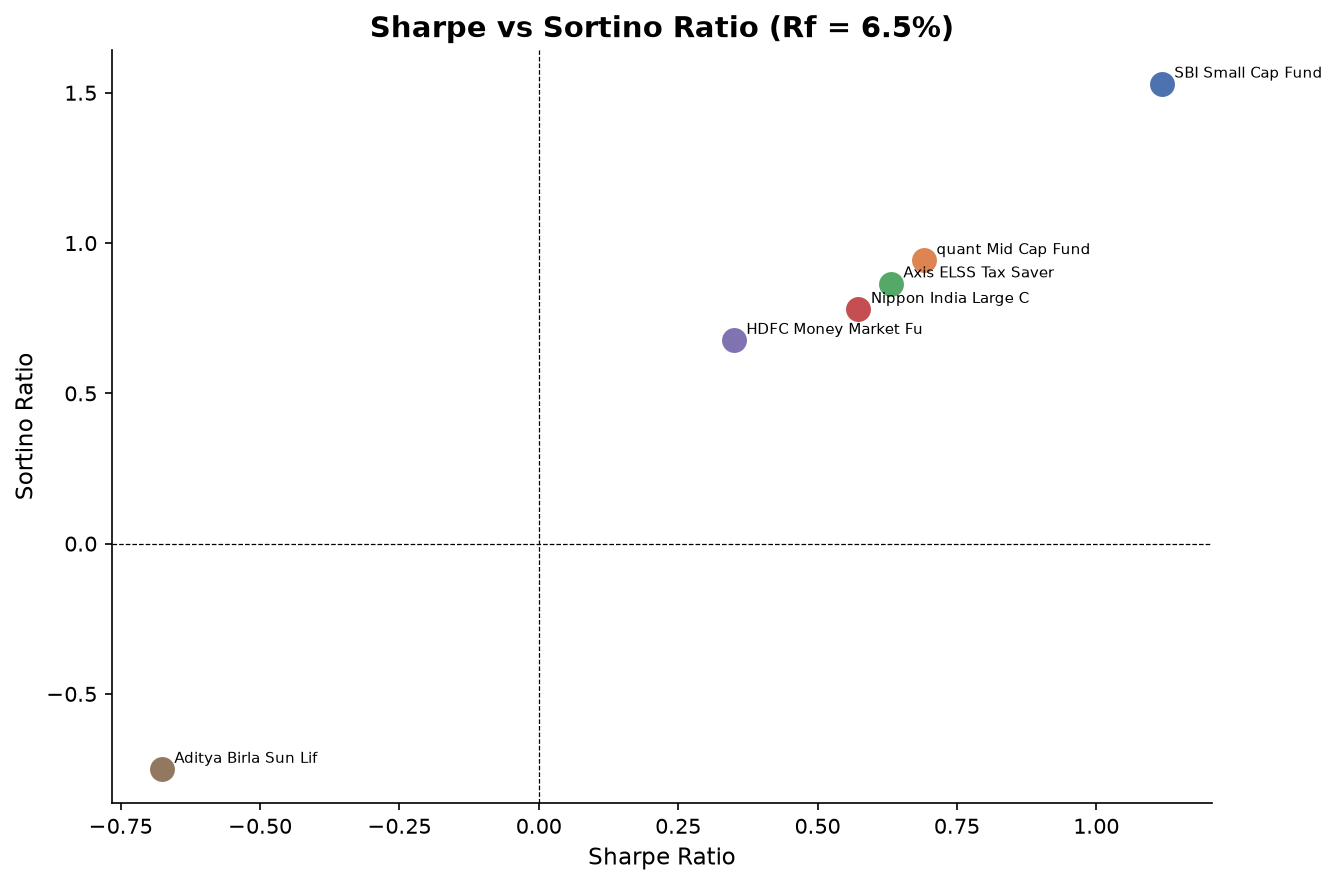 Sharpe vs Sortino Ratio (Rf = 6.5%)
SBI Small Cap Fund
quant Mid Cap Fund
Axis ELSS Tax Saver
Nippon India Large C
HDFC Money Market Fu
Aditya Birla Sun Lif
1.5
1.0
0.5
0.0
−0.5
Sortino Ratio
−0.75
−0.50
−0.25
0.00
0.25
0.50
0.75
1.00
Sharpe Ratio